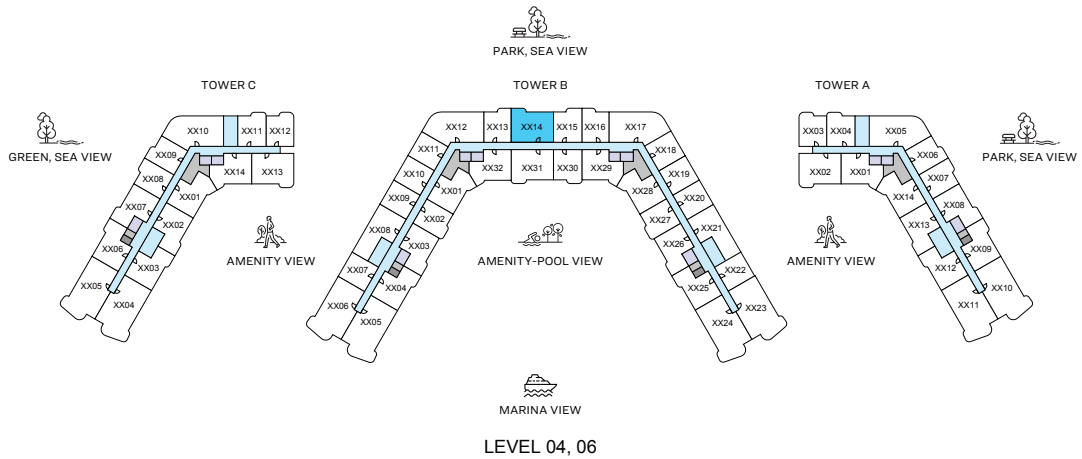 PARK, SEA VIEW
TOWER C
TOWER B
TOWER A
GREEN, SEA VIEW
PARK, SEA VIEW
XX10
XX11
XX12
XX09
XX08
XX07
XX06
XX05
XX04
XX03
XX02
XX01
XX14
XX13
XX12
XX13
XX14
XX15
XX16
XX17
XX11
XX10
XX09
XX08
XX07
XX06
XX05
XX04
XX03
XX02
XX01
XX32
XX31
XX30
XX29
XX28
XX27
XX26
XX25
XX24
XX18
XX19
XX20
XX21
XX22
XX23
XX03
XX04
XX05
XX02
XX01
XX06
XX07
XX08
XX09
XX10
XX14
XX13
XX12
XX11
AMENITY VIEW
AMENITY-POOL VIEW
AMENITY VIEW
MARINA VIEW
LEVEL 04, 06